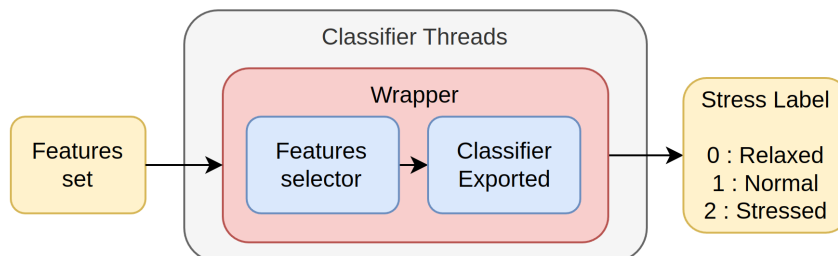 Classifier Threads
Wrapper
Features
set
Features
selector
Classifier
Exported
Stress Label
0 : Relaxed
1 : Normal
2 : Stressed